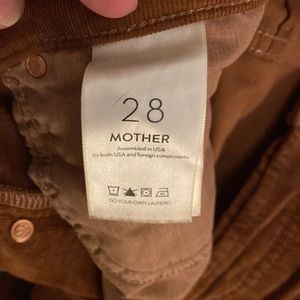 28
MOTHER
Assembled in USA
by both USA and foreign components
DO YOUR OWN LAUNDRY